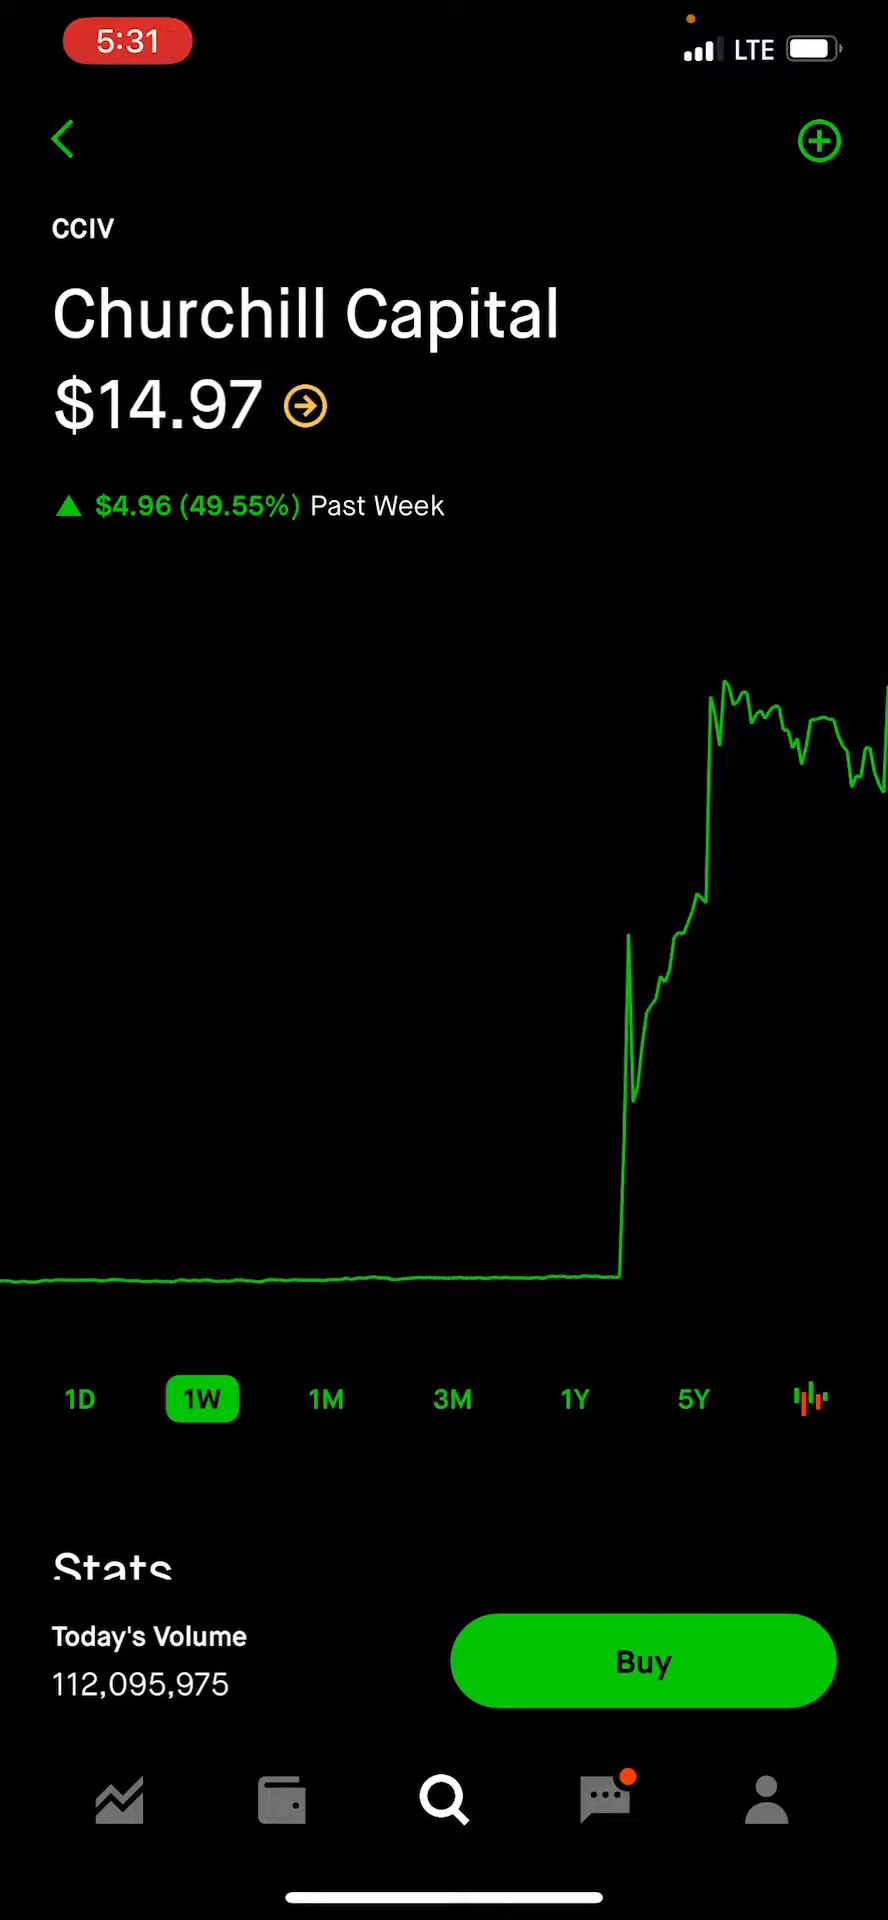 5:31
LTE
CCIV
Churchill Capital
$14.97
$4.96 (49.55%) Past Week
1D 1W 1M 3M 1Y 5Y
Stats
Today's Volume
112,095,975
Buy